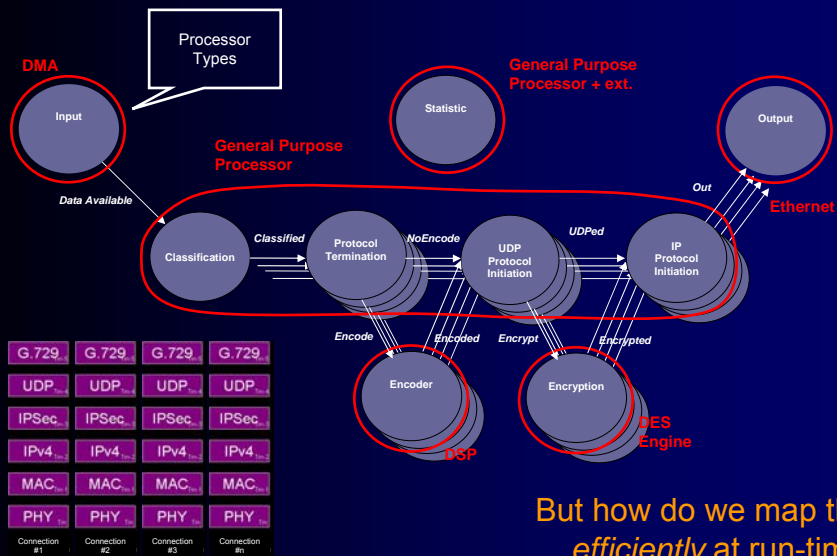 Processor
Types
DMA
General Purpose
Processor + ext.
Input
Statistic
Output
General Purpose
Processor
Out
Data Available
Ethernet
Classification
Classified
Protocol
Termination
NoEncode
UDP
Protocol
Initiation
UDPed
IP
Protocol
Initiation
Encode
Encoded
Encrypt
Encrypted
Encoder
Encryption
DSP
DES
Engine
G.729 G.729 G.729 G.729
UDP UDP UDP UDP
IPSec IPSec IPSec IPSec
IPv4 IPv4 IPv4 IPv4
MAC MAC MAC MAC
PHY PHY PHY PHY
Connection #1
Connection #2
Connection #3
Connection #n
But how do we map
efficiently at